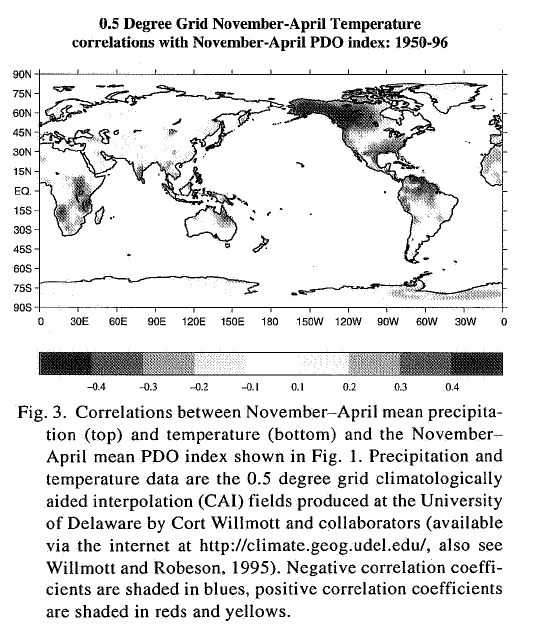 0.5 Degree Grid November-April Temperature
correlations with November-April PDO index: 1950-96
90N
75N
60N
45N
30N
15N
EQ
15S
30S
45S
60S
75S
90S
0 30E 60E 90E 120E 150E 180 150W 120W 90W 60W 30W 0
−0.4 −0.3 −0.2 −0.1 0.1 0.2 0.3 0.4
Fig. 3. Correlations between November–April mean precipita-
tion (top) and temperature (bottom) and the November–
April mean PDO index shown in Fig. 1. Precipitation and
temperature data are the 0.5 degree grid climatologically
aided interpolation (CAI) fields produced at the University
of Delaware by Cort Willmott and collaborators (available
via the internet at http://climate.geog.udel.edu/, also see
Willmott and Robeson, 1995). Negative correlation coeffi-
cients are shaded in blues, positive correlation coefficients
are shaded in reds and yellows.